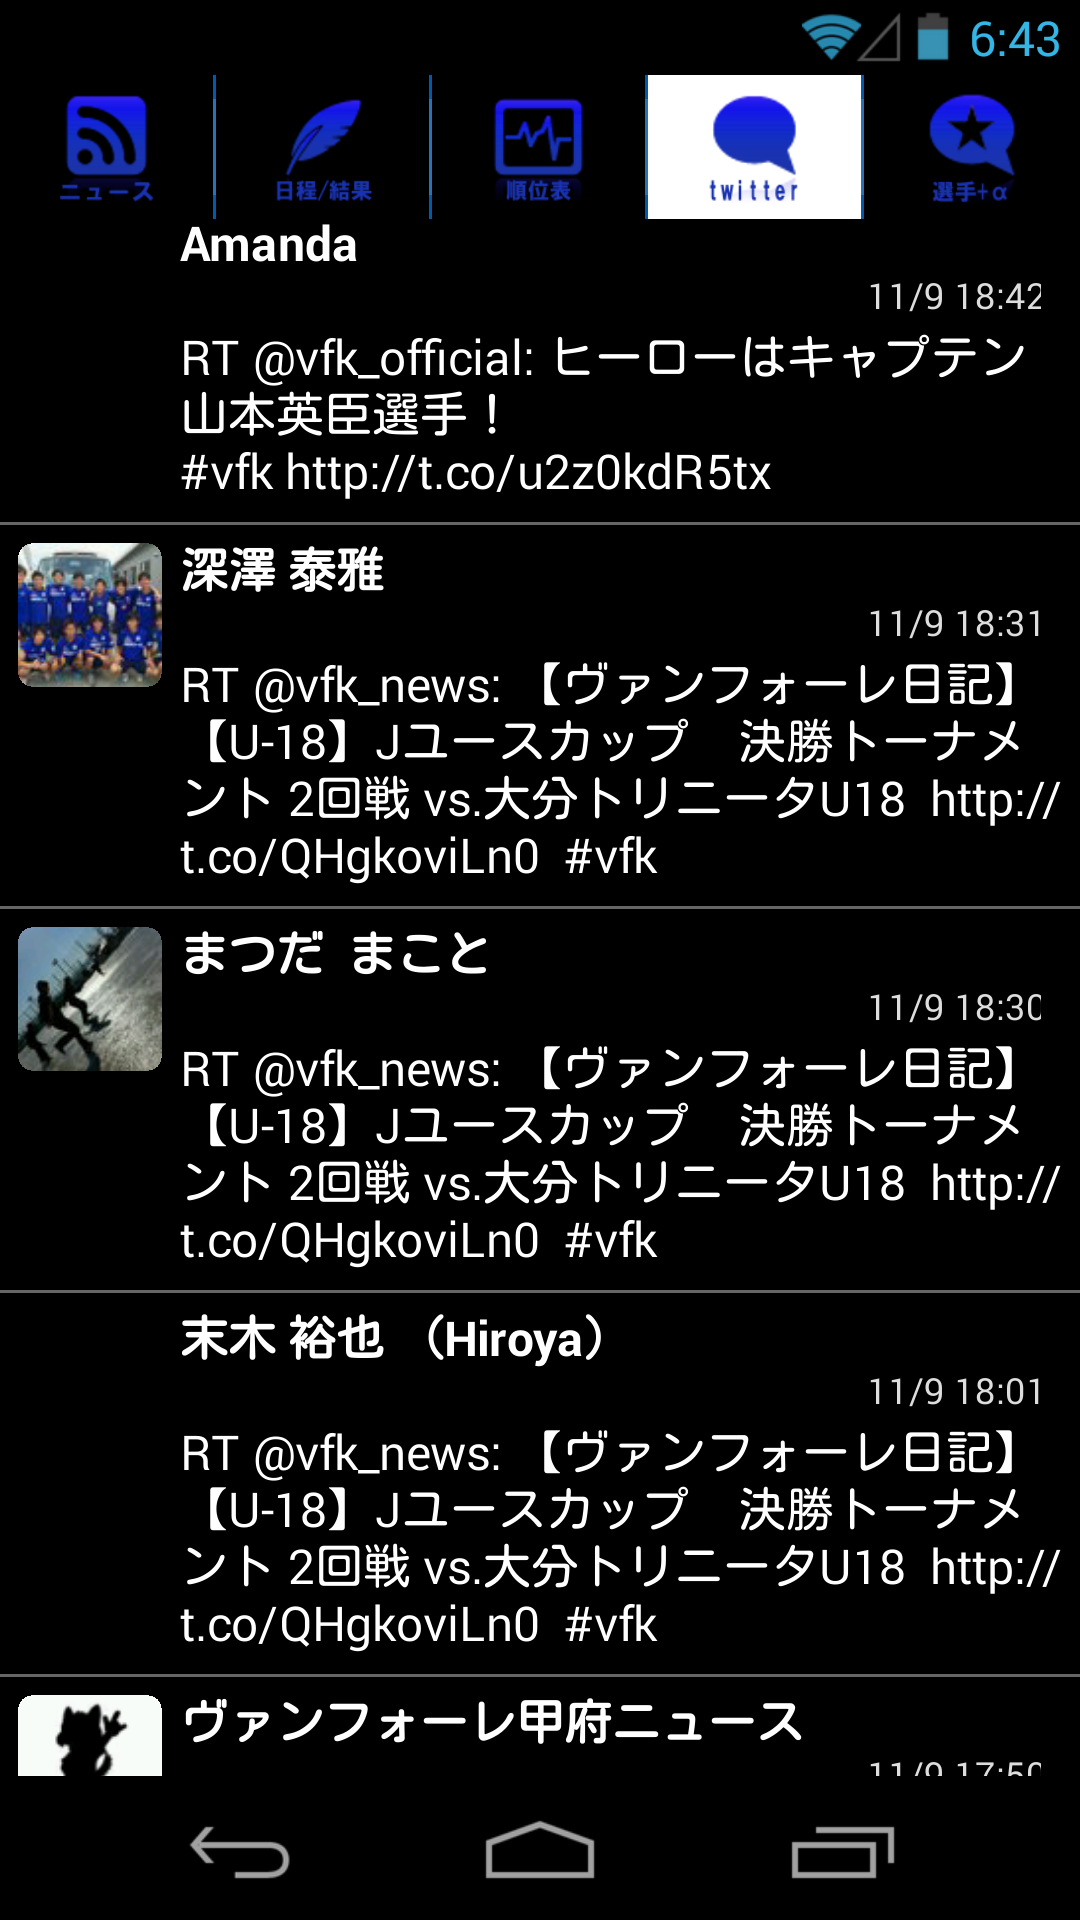 6:43
ニュース
日程/結果
順位表
twitter
選手+α
Amanda
11/9 18:42
RT @vfk_official: ヒーローはキャプテン
山本英臣選手！
#vfk http://t.co/u2z0kdR5tx
深澤 泰雅
11/9 18:31
RT @vfk_news: 【ヴァンフォーレ日記】
【U-18】Jユースカップ　決勝トーナメ
ント 2回戦 vs.大分トリニータU18 http://
t.co/QHgkoviLn0 #vfk
まつだ まこと
11/9 18:30
RT @vfk_news: 【ヴァンフォーレ日記】
【U-18】Jユースカップ　決勝トーナメ
ント 2回戦 vs.大分トリニータU18 http://
t.co/QHgkoviLn0 #vfk
末木 裕也 （Hiroya）
11/9 18:01
RT @vfk_news: 【ヴァンフォーレ日記】
【U-18】Jユースカップ　決勝トーナメ
ント 2回戦 vs.大分トリニータU18 http://
t.co/QHgkoviLn0 #vfk
ヴァンフォーレ甲府ニュース
11/9 17:50